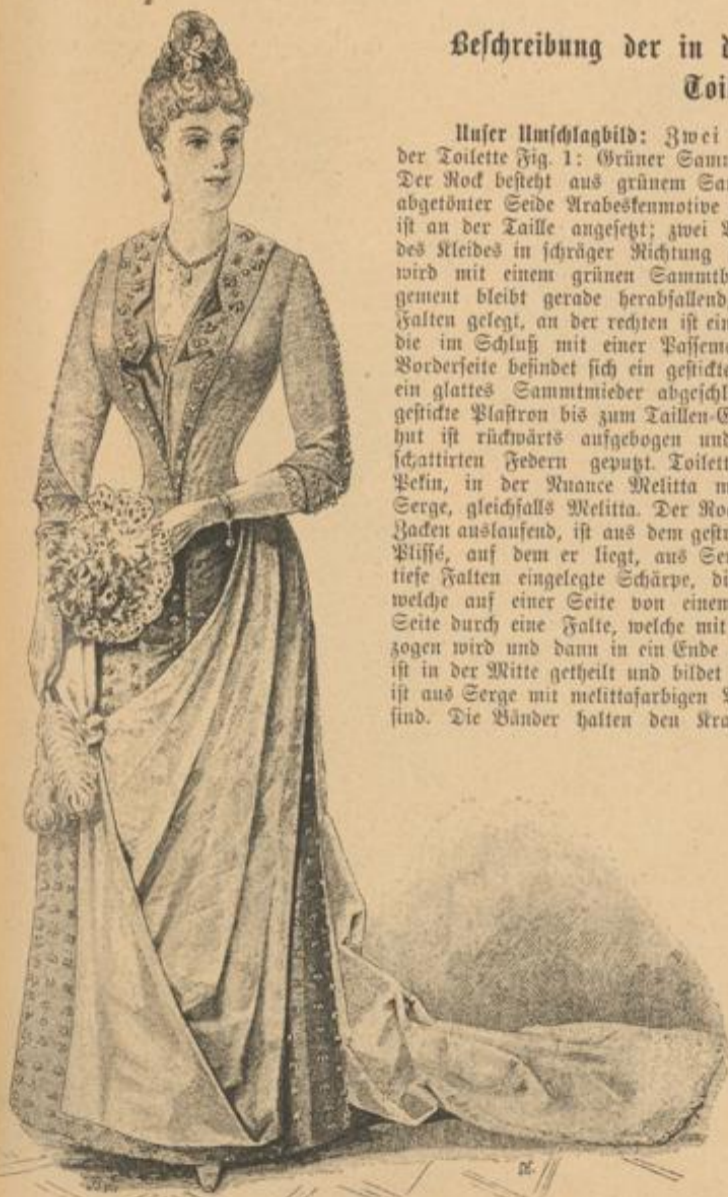 Beſchreibung der in d
Toi
Unſer Umſchlagbild: Zwei
der Toilette Fig. 1: Grüner Samm
Der Rock beſteht aus grünem Sa
abgetönter Seide Arabeskenmotive
iſt an der Taille angeſetzt; zwei
des Kleides in ſchräger Richtung
wird mit einem grünen Sammtb
gement bleibt gerade herabfallend
Falten gelegt, an der rechten iſt ein
die im Schluß mit einer Paſſeme
Vorderſeite befindet ſich ein geſtickte
ein glattes Sammtmieder abgeſchl
geſtickte Plaſtron bis zum Taillen-
hut iſt rückwärts aufgebogen und
ſchattirten Federn geputzt. Toilett
Pekin, in der Nuance Melitta m
Serge, gleichfalls Melitta. Der Ro
Zacken auslaufend, iſt aus dem geſtr
Pliſſé, auf dem er liegt, aus Ser
tiefe Falten eingelegte Schärpe, di
welche auf einer Seite von einem
Seite durch eine Falte, welche mit
zogen wird und dann in ein Ende
iſt in der Mitte getheilt und bildet
iſt aus Serge mit melittafarbigen
ſind. Die Bänder halten den Kra